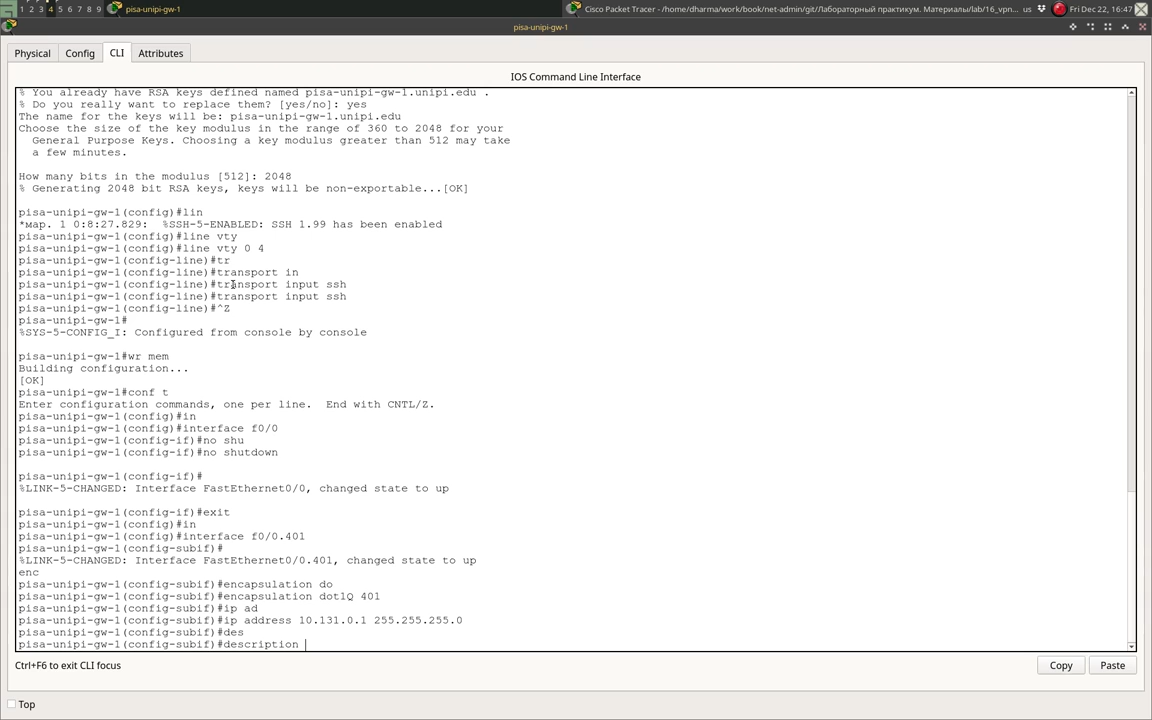 1 2 3 4 5 6 7 8 9 pisa-unipi-gw-1 Cisco Packet Tracer - /home/dharma/work/book/net-admin/git/Лабораторный практикум. Материалы/lab/16_vpn... us Fri Dec 22, 16:47
pisa-unipi-gw-1
Physical Config CLI Attributes
IOS Command Line Interface
% You already have RSA keys defined named pisa-unipi-gw-1.unipi.edu .
% Do you really want to replace them? [yes/no]: yes
The name for the keys will be: pisa-unipi-gw-1.unipi.edu
Choose the size of the key modulus in the range of 360 to 2048 for your
General Purpose Keys. Choosing a key modulus greater than 512 may take
a few minutes.
How many bits in the modulus [512]: 2048
% Generating 2048 bit RSA keys, keys will be non-exportable...[OK]
pisa-unipi-gw-1(config)#lin
*мар. 1 0:8:27.829: %SSH-5-ENABLED: SSH 1.99 has been enabled
pisa-unipi-gw-1(config)#line vty
pisa-unipi-gw-1(config)#line vty 0 4
pisa-unipi-gw-1(config-line)#tr
pisa-unipi-gw-1(config-line)#transport in
pisa-unipi-gw-1(config-line)#transport input ssh
pisa-unipi-gw-1(config-line)#transport input ssh
pisa-unipi-gw-1(config-line)#^Z
pisa-unipi-gw-1#
%SYS-5-CONFIG_I: Configured from console by console
pisa-unipi-gw-1#wr mem
Building configuration...
[OK]
pisa-unipi-gw-1#conf t
Enter configuration commands, one per line. End with CNTL/Z.
pisa-unipi-gw-1(config)#in
pisa-unipi-gw-1(config)#interface f0/0
pisa-unipi-gw-1(config-if)#no shu
pisa-unipi-gw-1(config-if)#no shutdown
pisa-unipi-gw-1(config-if)#
%LINK-5-CHANGED: Interface FastEthernet0/0, changed state to up
pisa-unipi-gw-1(config-if)#exit
pisa-unipi-gw-1(config)#in
pisa-unipi-gw-1(config)#interface f0/0.401
pisa-unipi-gw-1(config-subif)#
%LINK-5-CHANGED: Interface FastEthernet0/0.401, changed state to up
enc
pisa-unipi-gw-1(config-subif)#encapsulation do
pisa-unipi-gw-1(config-subif)#encapsulation dot1Q 401
pisa-unipi-gw-1(config-subif)#ip ad
pisa-unipi-gw-1(config-subif)#ip address 10.131.0.1 255.255.255.0
pisa-unipi-gw-1(config-subif)#des
pisa-unipi-gw-1(config-subif)#description
Ctrl+F6 to exit CLI focus
Copy Paste
Top